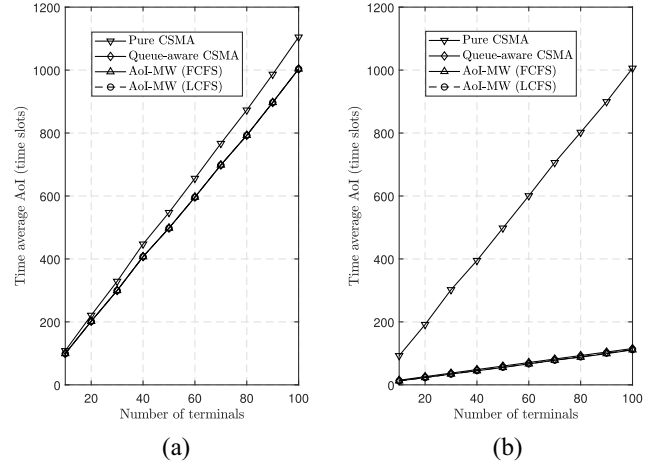 1200
1000
800
600
400
200
0
Time average AoI (time slots)
Pure CSMA
Queue-aware CSMA
AoI-MW (FCFS)
AoI-MW (LCFS)
20 40 60 80 100
Number of terminals
(a)
1200
1000
800
600
400
200
0
Time average AoI (time slots)
Pure CSMA
Queue-aware CSMA
AoI-MW (FCFS)
AoI-MW (LCFS)
20 40 60 80 100
Number of terminals
(b)